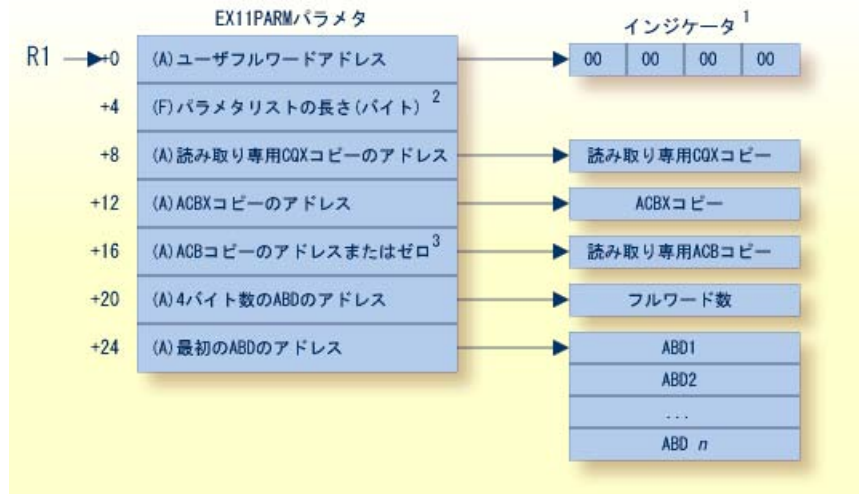 EX11PARMパラメタ
インジケータ 1
R1 +0 (A)ユーザフルワードアドレス 00 00 00 00
+4 (F)パラメタリストの長さ(バイト) 2
+8 (A)読み取り専用CQXコピーのアドレス 読み取り専用CQXコピー
+12 (A)ACBXコピーのアドレス ACBXコピー
+16 (A)ACBコピーのアドレスまたはゼロ3 読み取り専用ACBコピー
+20 (A)4バイト数のABDのアドレス フルワード数
+24 (A)最初のABDのアドレス ABD1
ABD2
...
ABD n